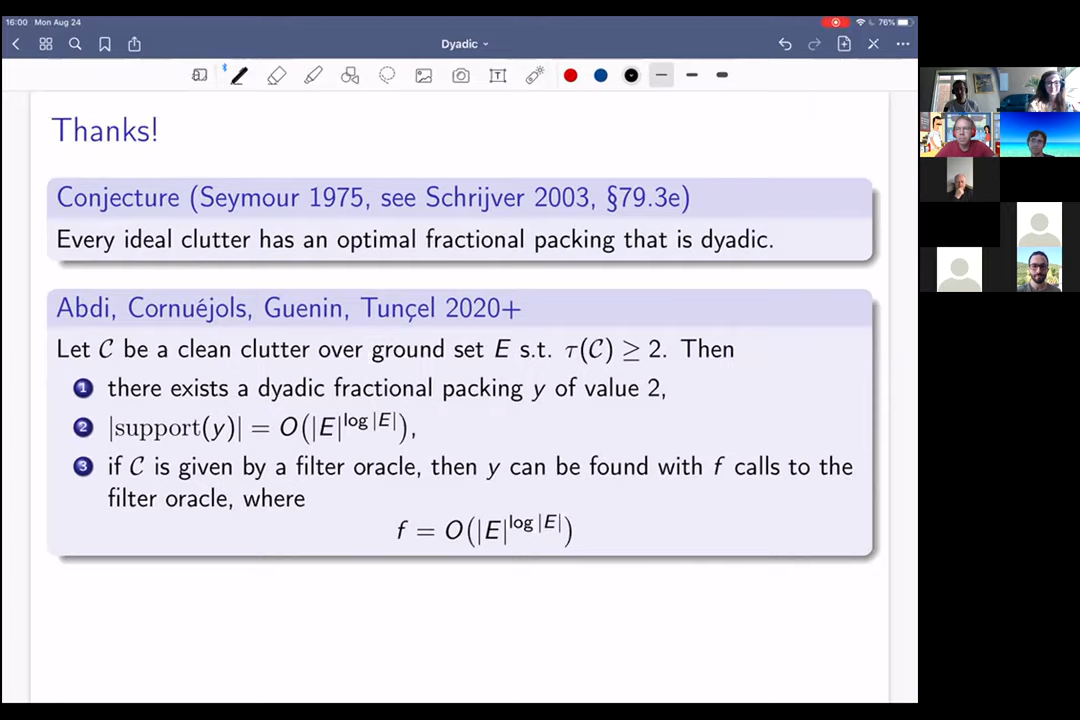 16:00 Mon Aug 24
76%
Dyadic
Thanks!
Conjecture (Seymour 1975, see Schrijver 2003, §79.3e)
Every ideal clutter has an optimal fractional packing that is dyadic.
Abdi, Cornuéjols, Guenin, Tunçel 2020+
Let 𝒞 be a clean clutter over ground set E s.t. τ(𝒞) ≥ 2. Then
1 there exists a dyadic fractional packing y of value 2,
2 |support(y)| = O(|E|^{log|E|}),
3 if 𝒞 is given by a filter oracle, then y can be found with f calls to the
filter oracle, where
f = O(|E|^{log|E|})